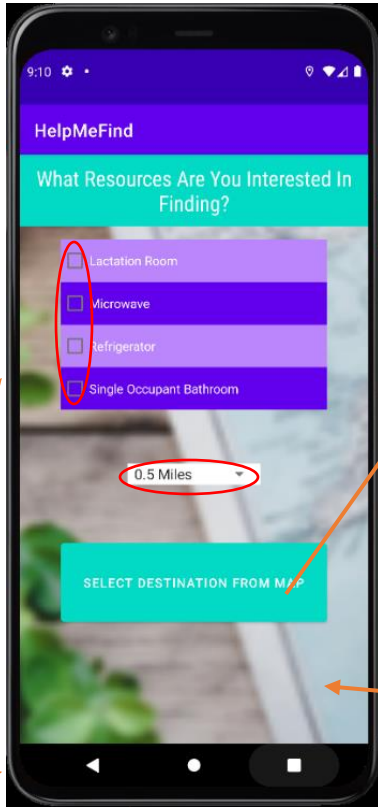 9:10
HelpMeFind
What Resources Are You Interested In
Finding?
Lactation Room
Microwave
Refrigerator
Single Occupant Bathroom
0.5 Miles
SELECT DESTINATION FROM MAP